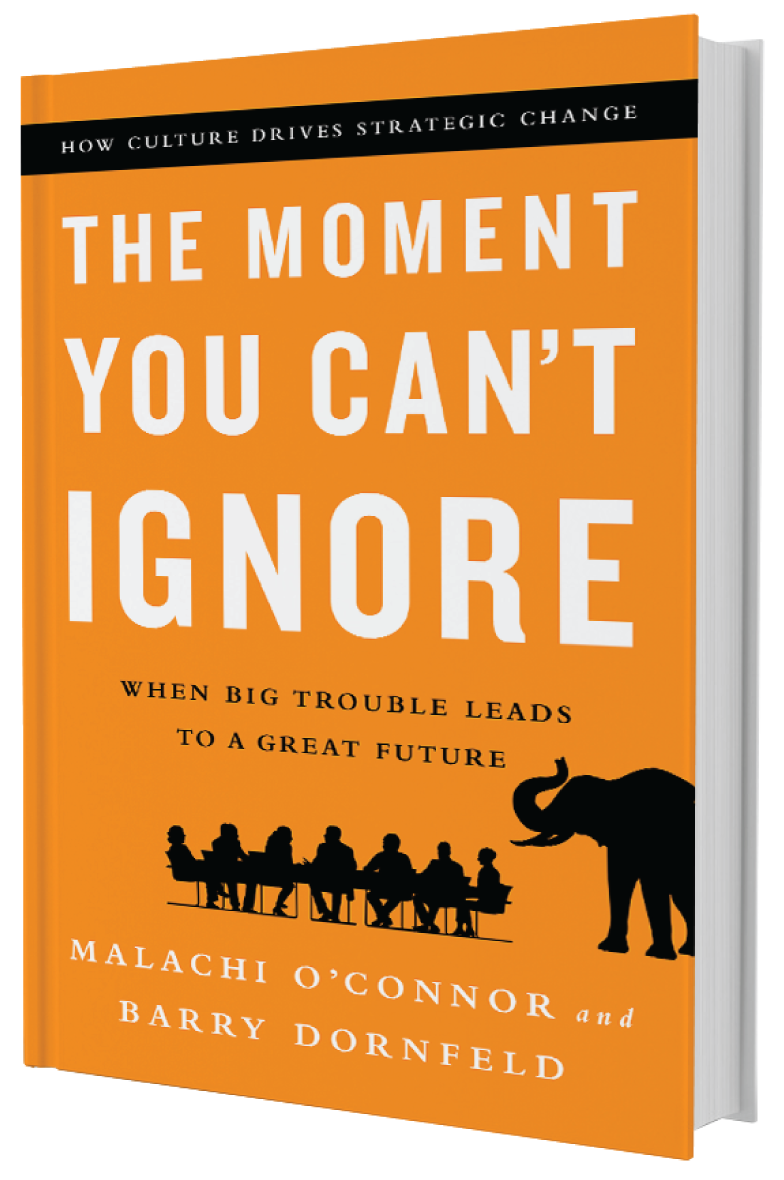 HOW CULTURE DRIVES STRATEGIC CHANGE
THE MOMENT
YOU CAN'T
IGNORE
WHEN BIG TROUBLE LEADS
TO A GREAT FUTURE
MALACHI O'CONNOR and
BARRY DORNFELD